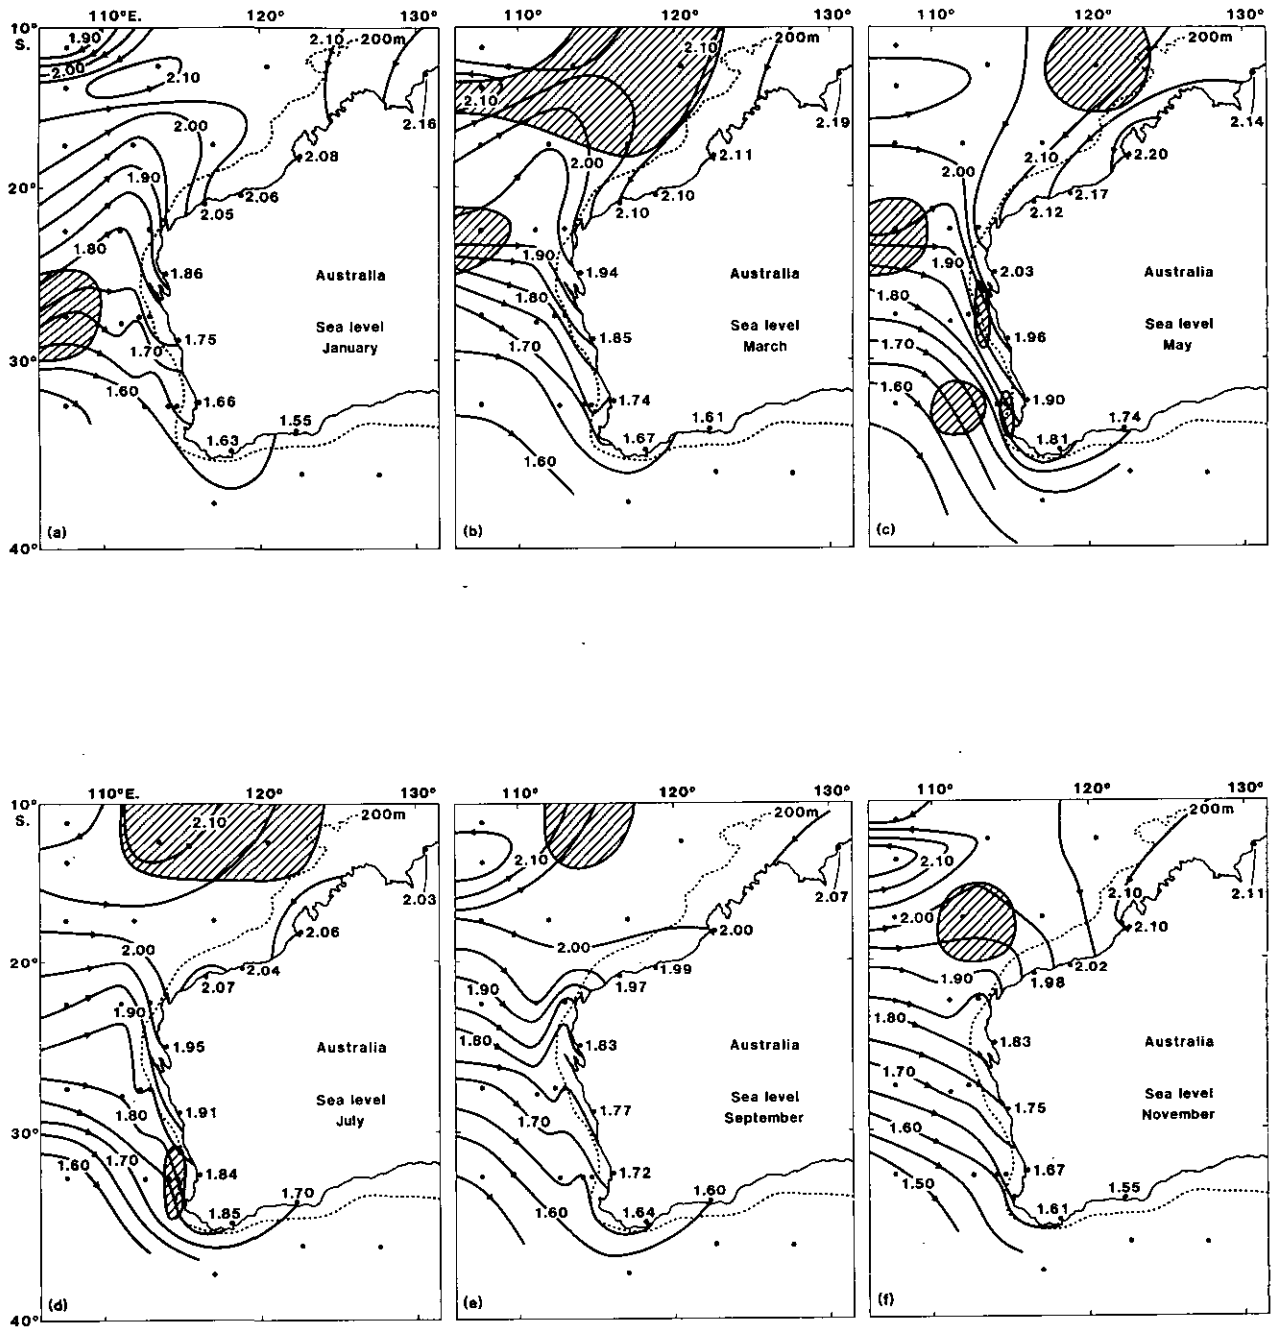 110°E. 120° 130°
10°
S.
20°
30°
40°
1.90
2.00
2.10
2.10
200m
2.16
2.00
2.08
1.90
2.06
2.05
1.80
1.86
Australia
Sea level
January
1.75
1.70
1.60
1.66
1.55
1.63
(a)
110° 120° 130°
2.10
200m
2.10
2.19
2.11
2.00
2.10
2.10
1.90
1.94
Australia
1.80
Sea level
March
1.85
1.70
1.74
1.61
1.67
1.60
(b)
110° 120° 130°
200m
2.14
2.10
2.20
2.00
2.17
2.12
1.90
2.03
Australia
1.80
Sea level
May
1.96
1.70
1.60
1.90
1.74
1.81
(c)
110°E. 120° 130°
10°
S.
20°
30°
40°
2.10
200m
2.03
2.06
2.00
2.04
2.07
1.90
1.95
Australia
Sea level
July
1.80
1.91
1.60
1.70
1.84
1.70
1.85
(d)
110° 120° 130°
200m
2.10
2.07
2.00
2.00
1.99
1.90
1.97
1.80
1.83
Australia
Sea level
September
1.77
1.70
1.72
1.60
1.60
1.64
(e)
110° 120° 130°
200m
2.10
2.10
2.11
2.00
2.10
2.02
1.90
1.98
1.80
1.83
Australia
1.70
Sea level
November
1.75
1.60
1.67
1.50
1.55
1.61
(f)